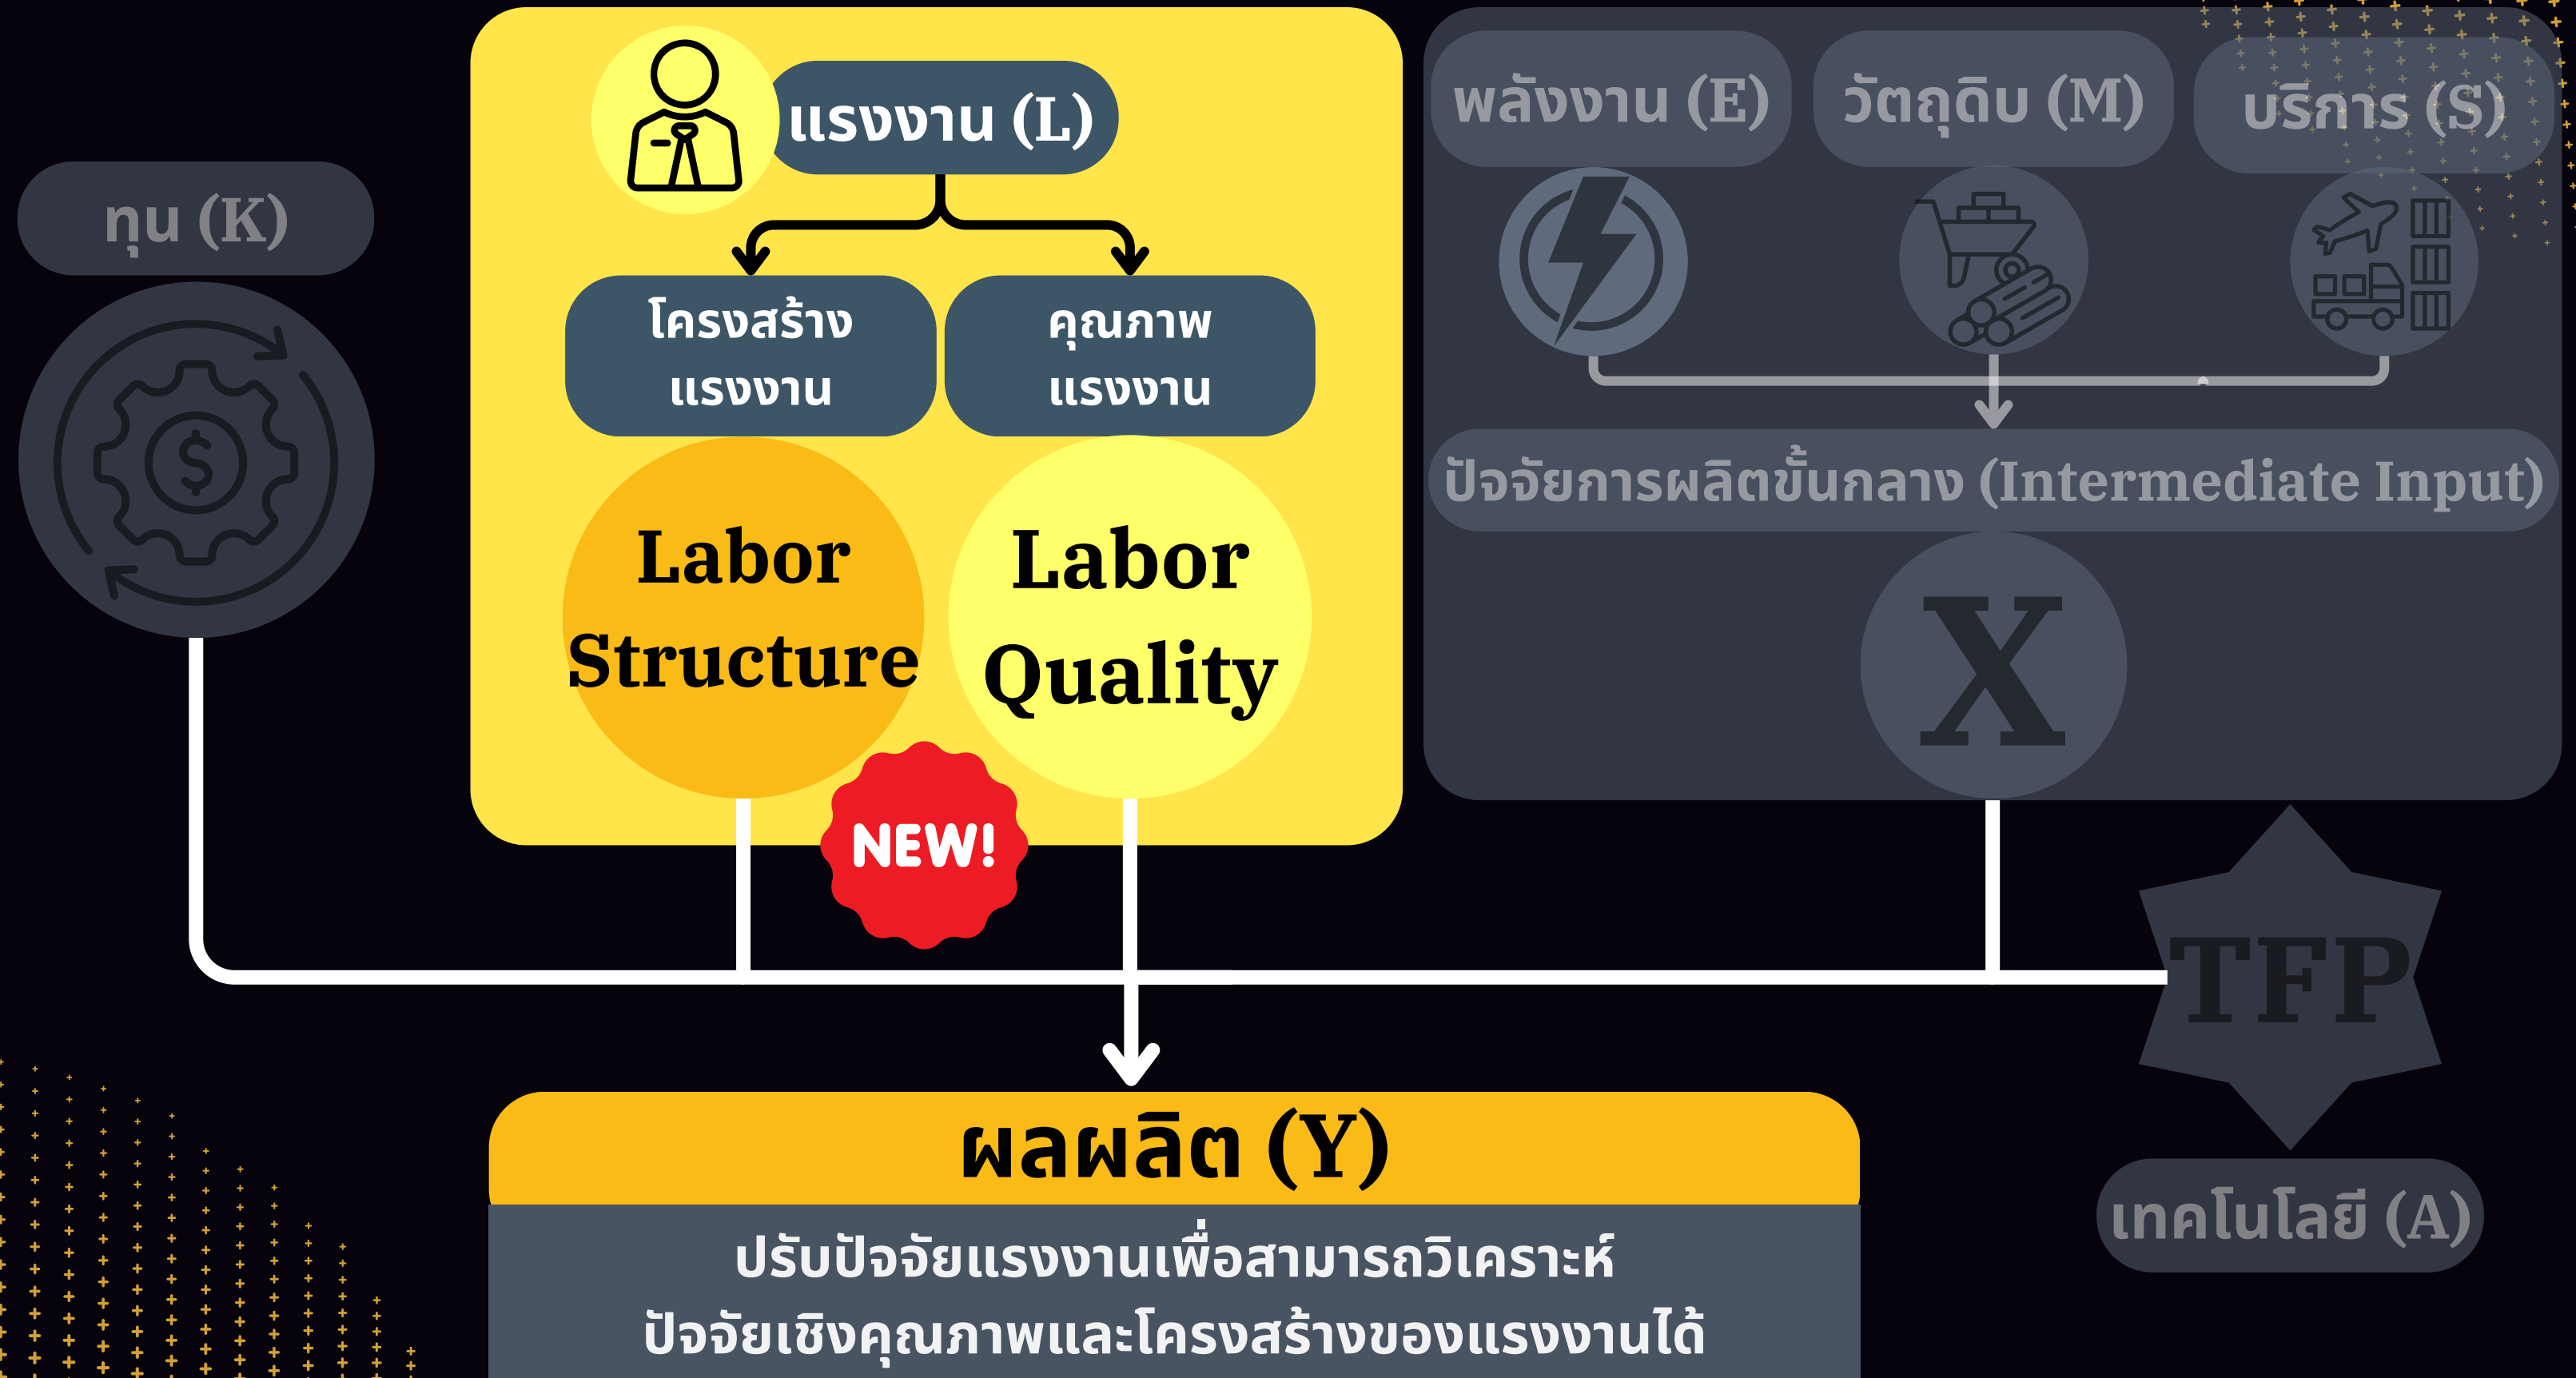 แรงงาน (L)
พลังงาน (E)
วัตถุดิบ (M)
บริการ (S)
ทุน (K)
$
โครงสร้าง
แรงงาน
คุณภาพ
แรงงาน
ปัจจัยการผลิตขั้นกลาง (Intermediate Input)
Labor
Structure
Labor
Quality
X
NEW!
TFP
ผลผลิต (Y)
เทคโนโลยี (A)
ปรับปัจจัยแรงงานเพื่อสามารถวิเคราะห์
ปัจจัยเชิงคุณภาพและโครงสร้างของแรงงานได้